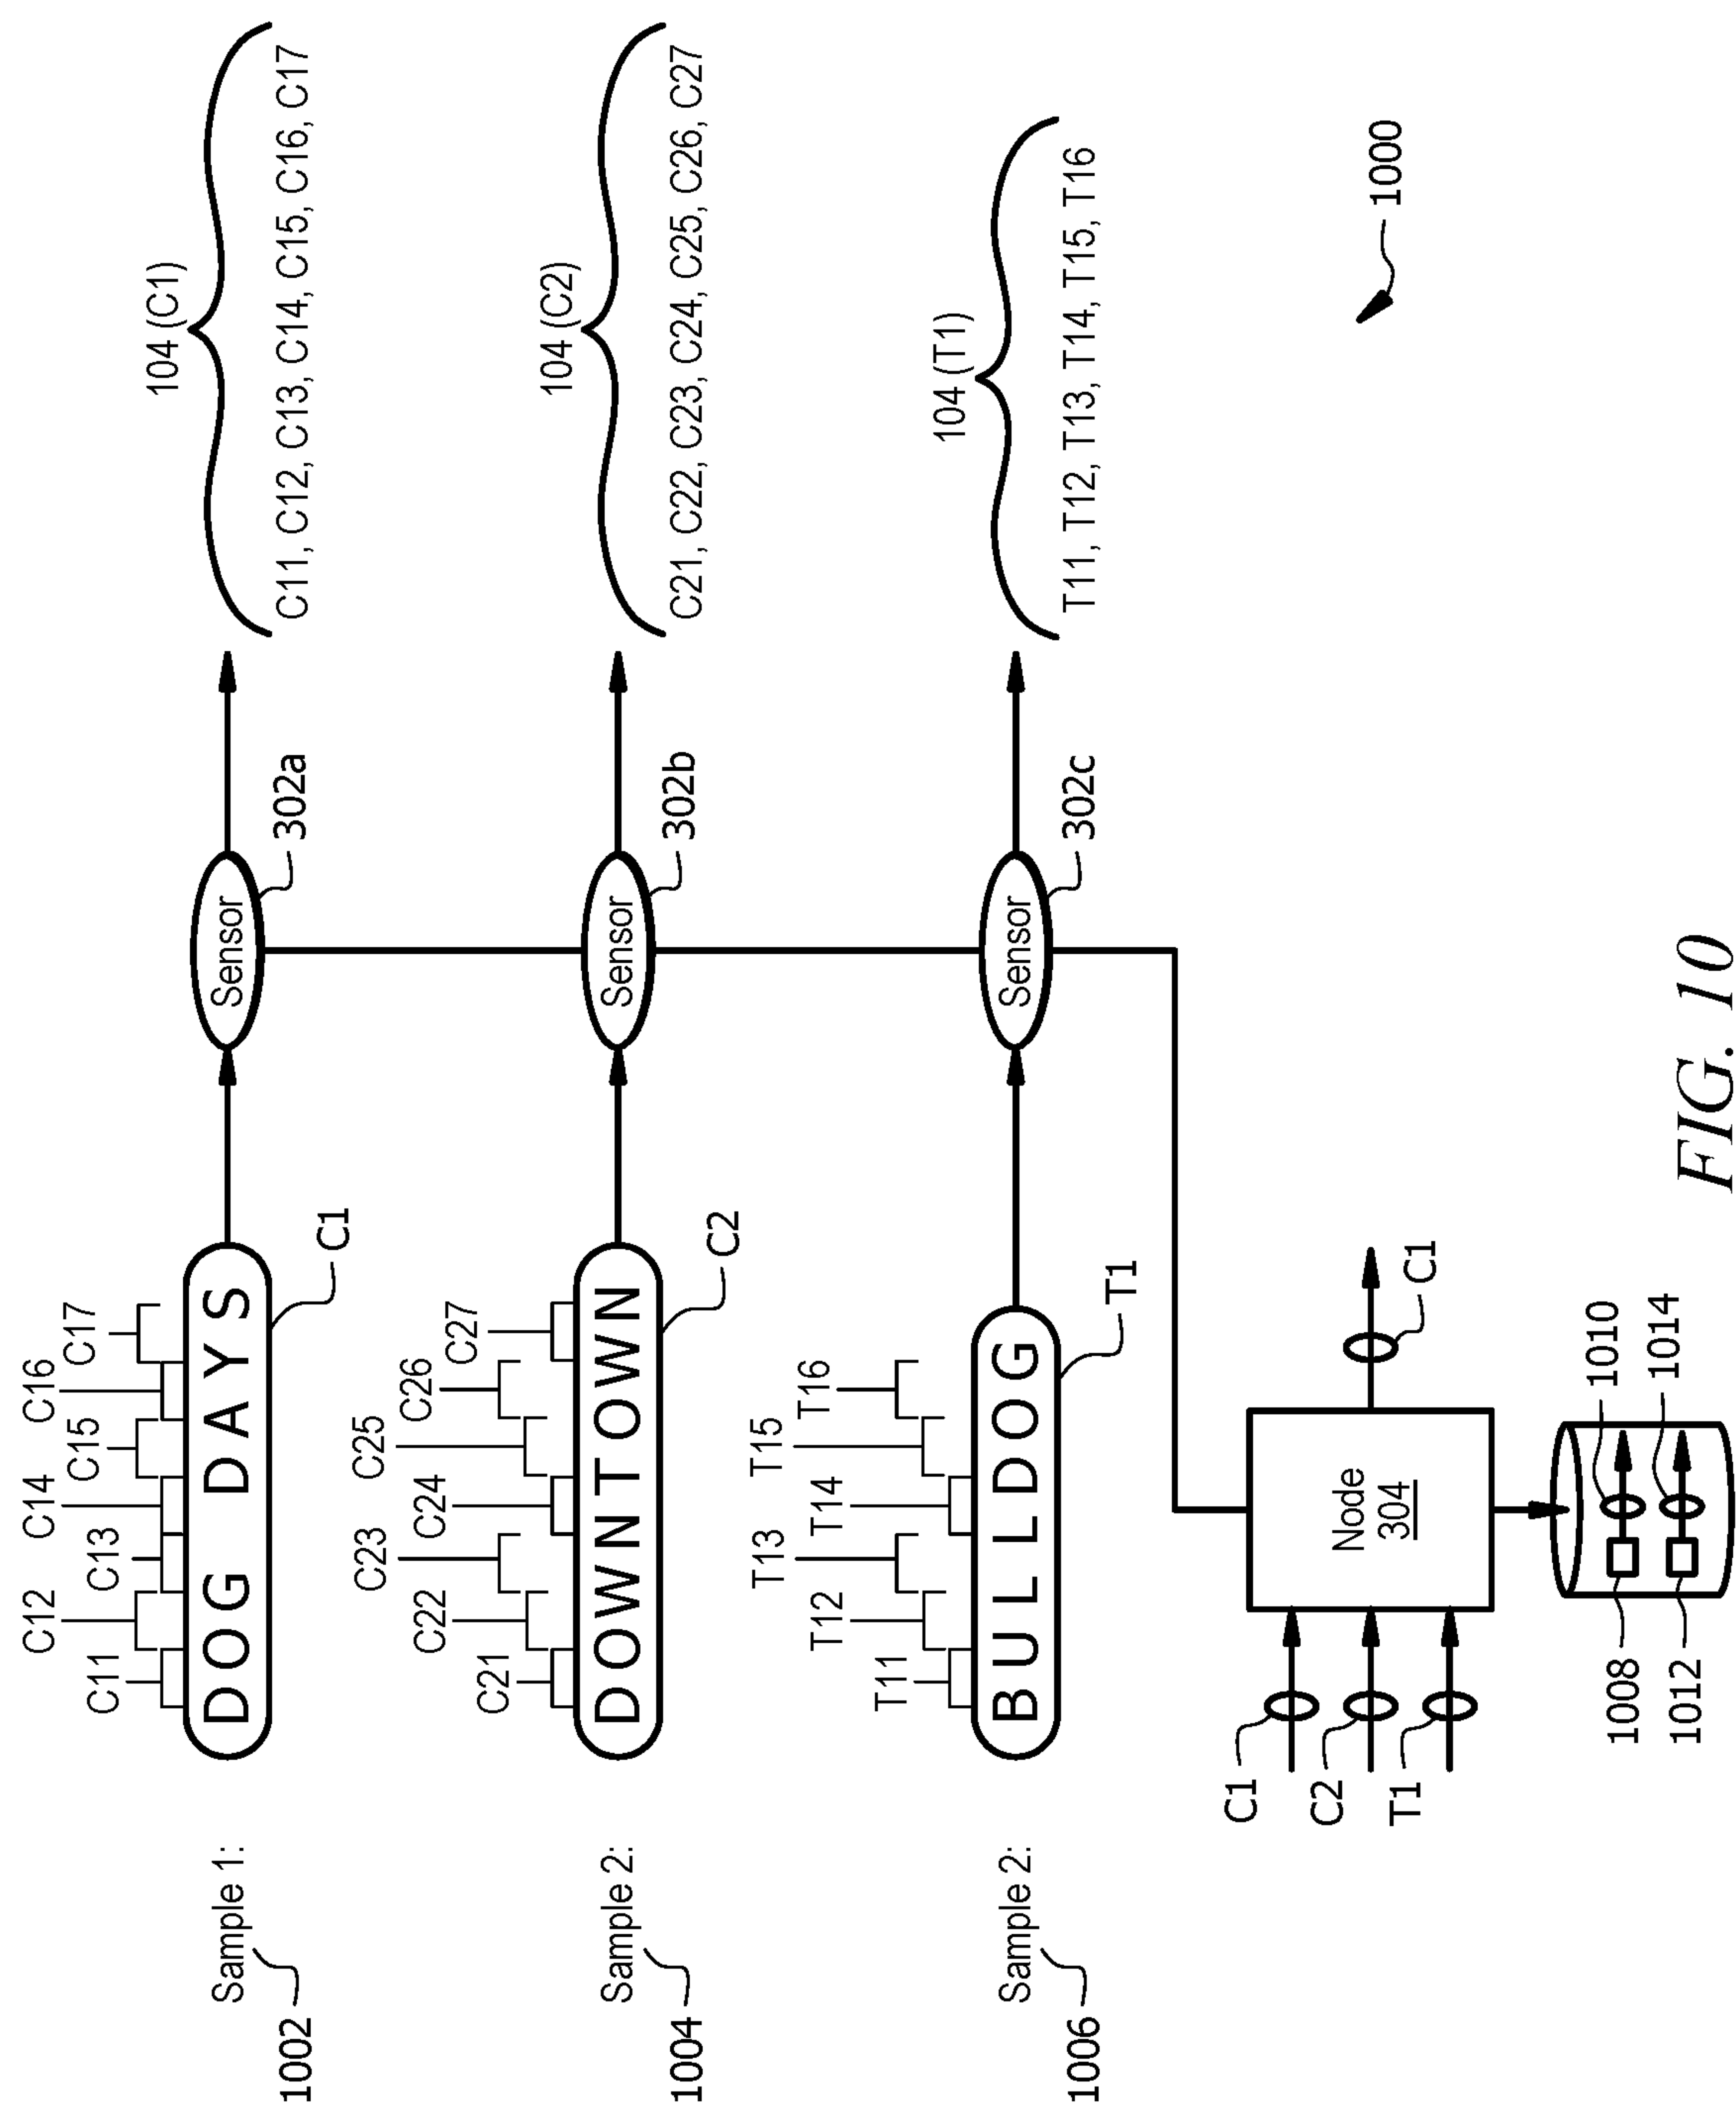 C12 C14 C16
C11 C13 C15 C17
104 (C1)
Sample 1:
DOG DAYS
Sensor
C11, C12, C13, C14, C15, C16, C17
1002
C1
302a
C23 C25
C22 C24 C26
C21 C27
104 (C2)
Sample 2:
DOWNTOWN
Sensor
C21, C22, C23, C24, C25, C26, C27
1004
C2
302b
T13 T15
T12 T14 T16
T11
104 (T1)
Sample 2:
BULLDOG
Sensor
T11, T12, T13, T14, T15, T16
1006
T1
302c
C1
C2
T1
Node
304
C1
1000
1008
1010
1012
1014
FIG. 10